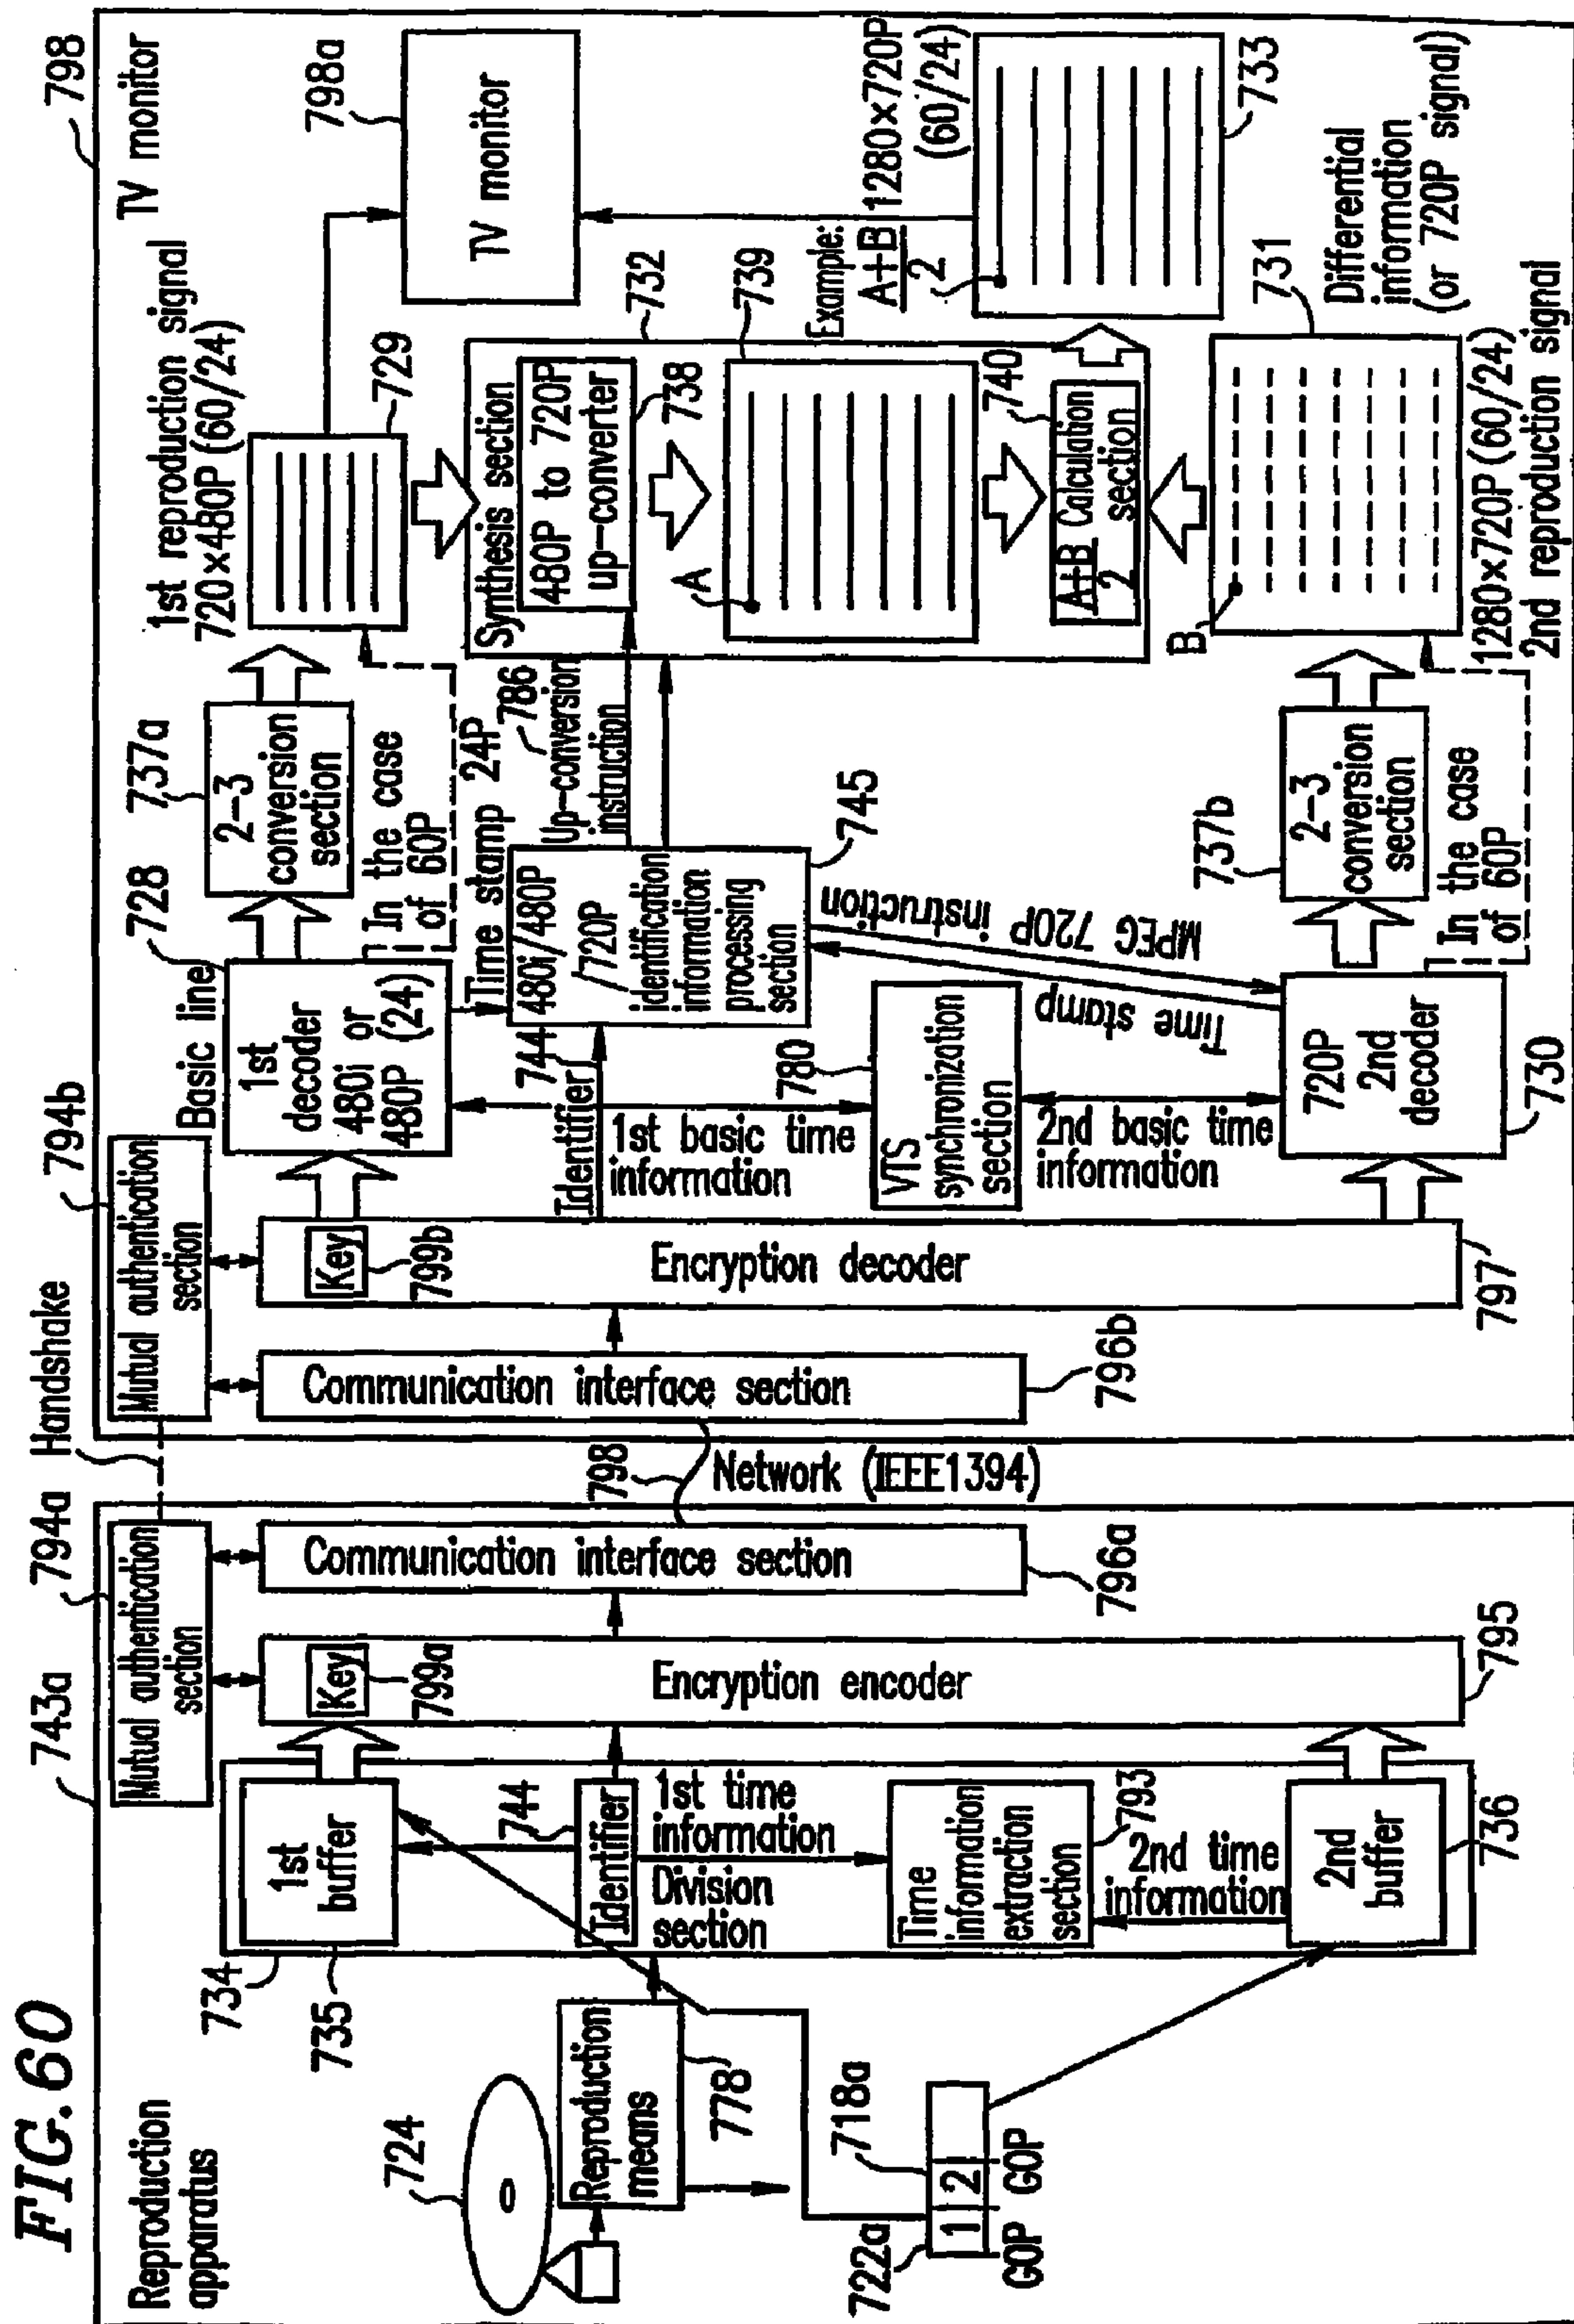 FIG. 60
Reproduction
apparatus
743a
724
Reproduction
means
778
722a
718a
1
2
GOP GOP
734
735
1st
buffer
744
Identifier
1st time
information
Division
section
Time
information
extraction
section
793
2nd time
information
2nd
buffer
736
794a
Mutual authentication
section
Key
799a
Encryption encoder
795
Communication interface section
796a
Handshake
798
Network (IEEE1394)
798
TV monitor
794b
Mutual authentication
section
Communication interface section
796b
Key
799b
Encryption decoder
797
Basic line
728
1st
decoder
480i or
480P (24)
Identifier
744
1st basic time
information
780
VTS
synchronization
section
2nd basic time
information
720P
2nd
decoder
730
Time stamp
MPEG 720P instruction
Time stamp 24P
480i/480P
/720P
identification
information
processing
section
745
786
Up-conversion
instruction
737a
2-3
conversion
section
In the case
of 60P
737b
2-3
conversion
section
In the case
of 60P
1st reproduction signal
720×480P (60/24)
729
Synthesis section
480P to 720P
up-converter
738
732
739
A
740
A+B
2
Calculation
section
B
731
1280×720P (60/24)
2nd reproduction signal
Differential
information
(or 720P signal)
798a
TV monitor
Example:
A+B
2
1280×720P
(60/24)
733